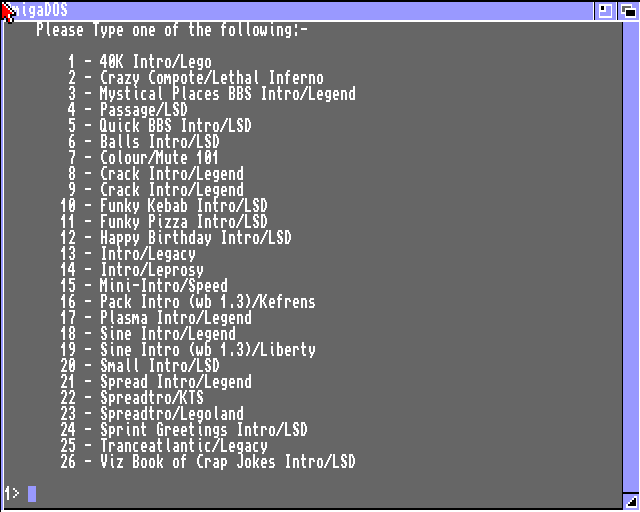 migaDOS
Please Type one of the following:-
1 - 40K Intro/Lego
2 - Crazy Compote/Lethal Inferno
3 - Mystical Places BBS Intro/Legend
4 - Passage/LSD
5 - Quick BBS Intro/LSD
6 - Balls Intro/LSD
7 - Colour/Mute 101
8 - Crack Intro/Legend
9 - Crack Intro/Legend
10 - Funky Kebab Intro/LSD
11 - Funky Pizza Intro/LSD
12 - Happy Birthday Intro/LSD
13 - Intro/Legacy
14 - Intro/Leprosy
15 - Mini-Intro/Speed
16 - Pack Intro (wb 1.3)/Kefrens
17 - Plasma Intro/Legend
18 - Sine Intro/Legend
19 - Sine Intro (wb 1.3)/Liberty
20 - Small Intro/LSD
21 - Spread Intro/Legend
22 - Spreadtro/KTS
23 - Spreadtro/Legoland
24 - Sprint Greetings Intro/LSD
25 - Tranceatlantic/Legacy
26 - Viz Book of Crap Jokes Intro/LSD
1>